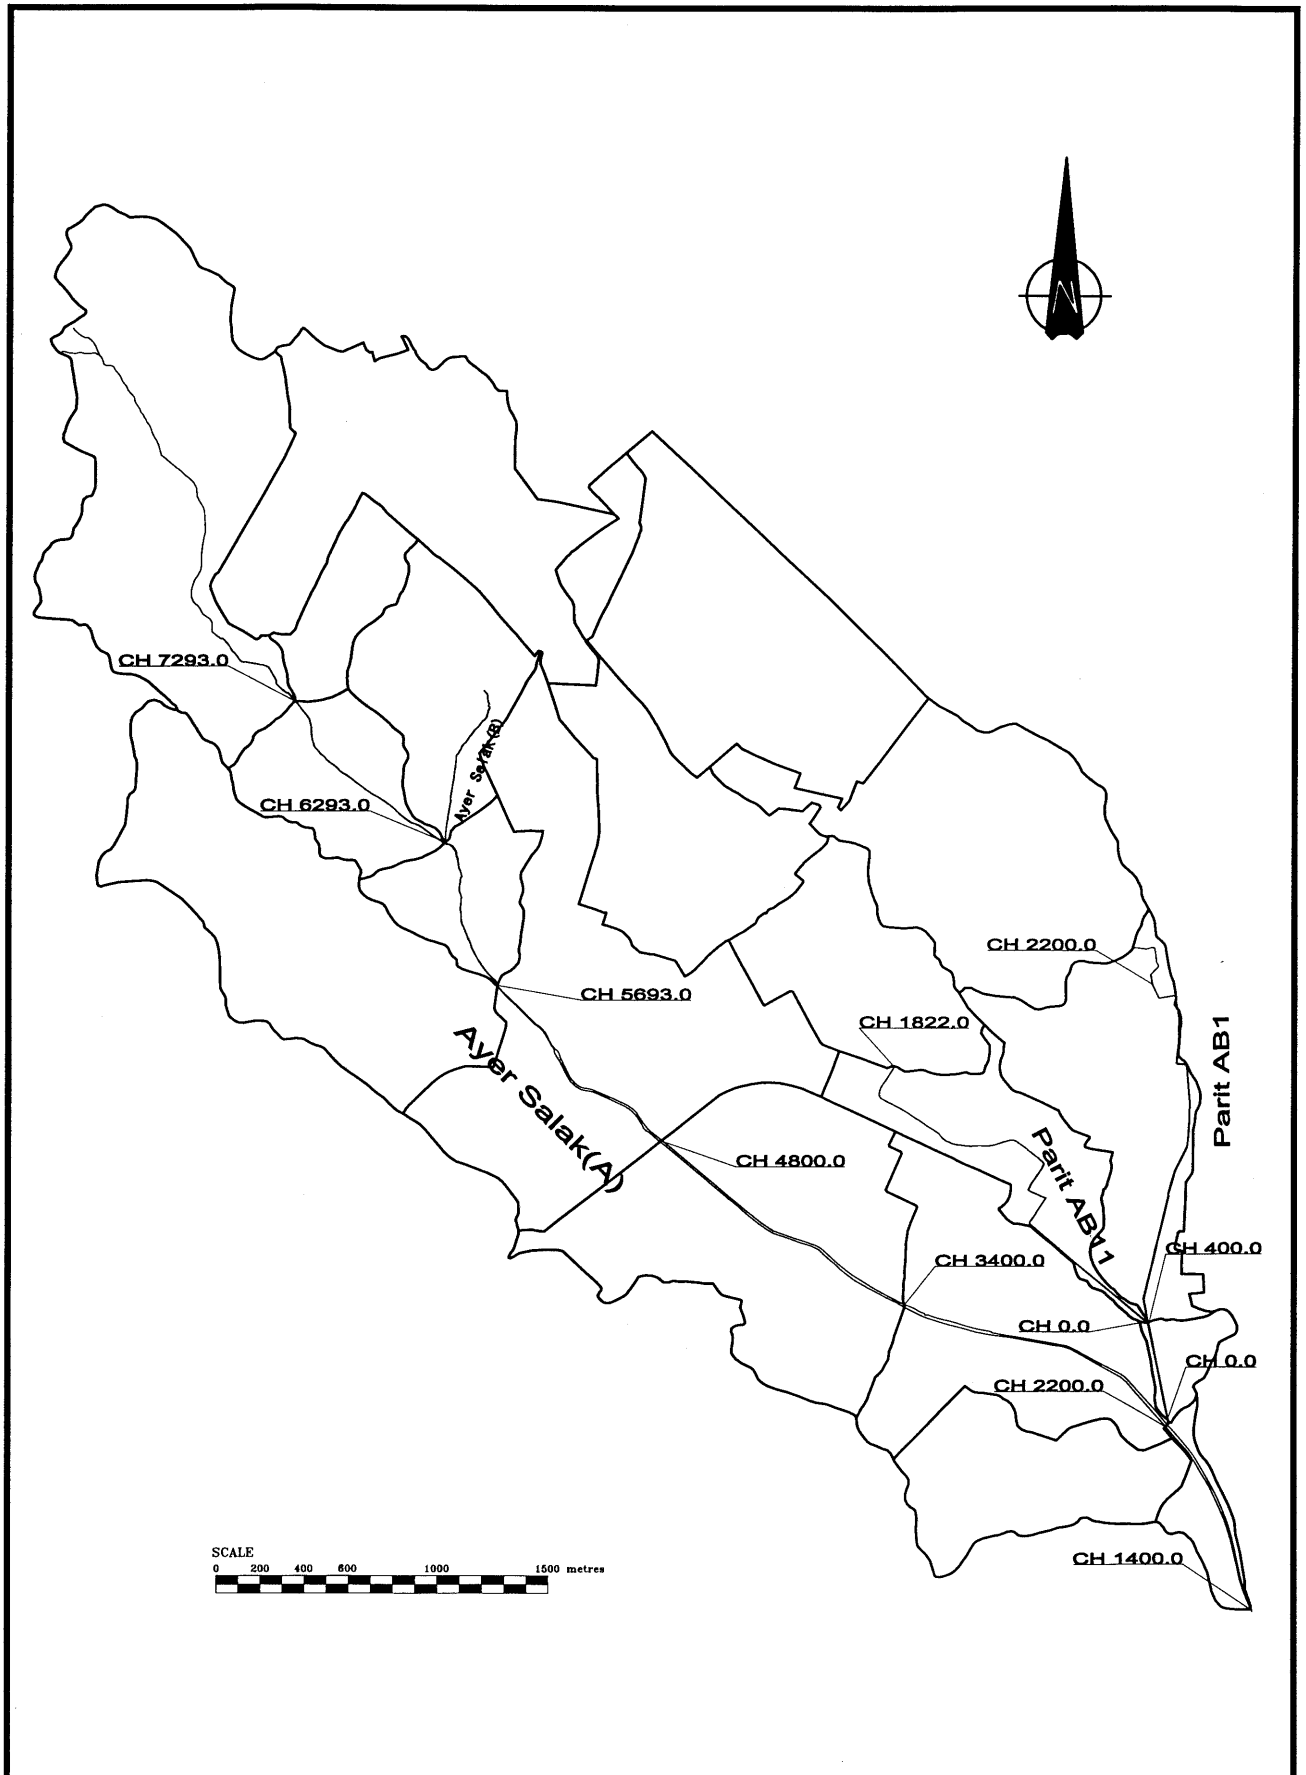 N
CH 7293.0
Ayer Salak(B)
CH 6293.0
CH 2200.0
CH 5693.0
CH 1822.0
Parit AB1
Ayer Salak(A)
Parit AB11
CH 4800.0
CH 400.0
CH 3400.0
CH 0.0
CH 0.0
CH 2200.0
CH 1400.0
SCALE
0 200 400 600 1000 1500 metres